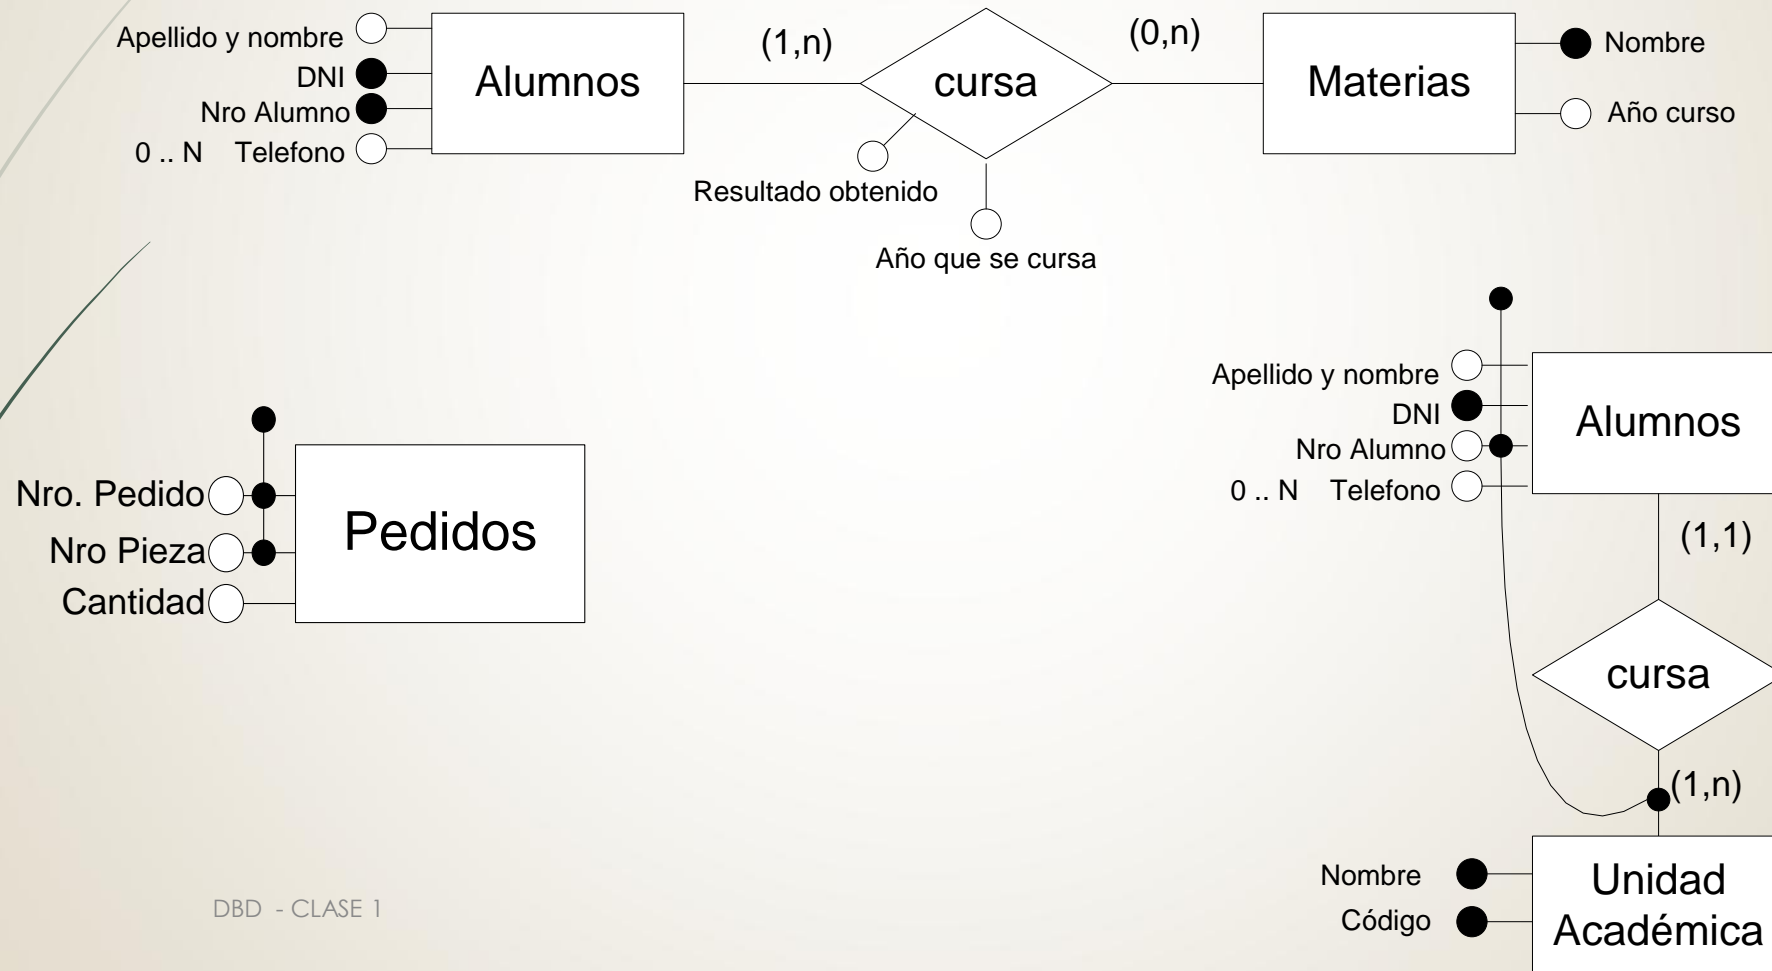 Apellido y nombre
DNI
Nro Alumno
0 .. N Telefono
Alumnos
(1,n)
cursa
(0,n)
Materias
Nombre
Año curso
Resultado obtenido
Año que se cursa
Nro. Pedido
Nro Pieza
Cantidad
Pedidos
Apellido y nombre
DNI
Nro Alumno
0 .. N Telefono
Alumnos
(1,1)
cursa
(1,n)
Nombre
Código
Unidad
Académica
DBD - CLASE 1